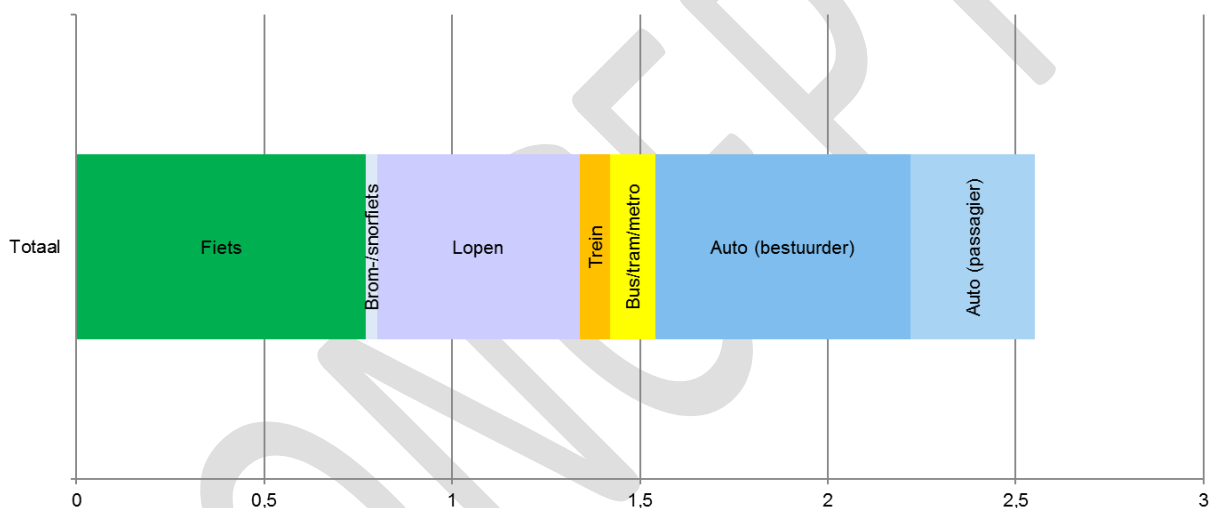 Totaal
Fiets
Brom-/snorfiets
Lopen
Trein
Bus/tram/metro
Auto (bestuurder)
Auto (passagier)
0 0,5 1 1,5 2 2,5 3